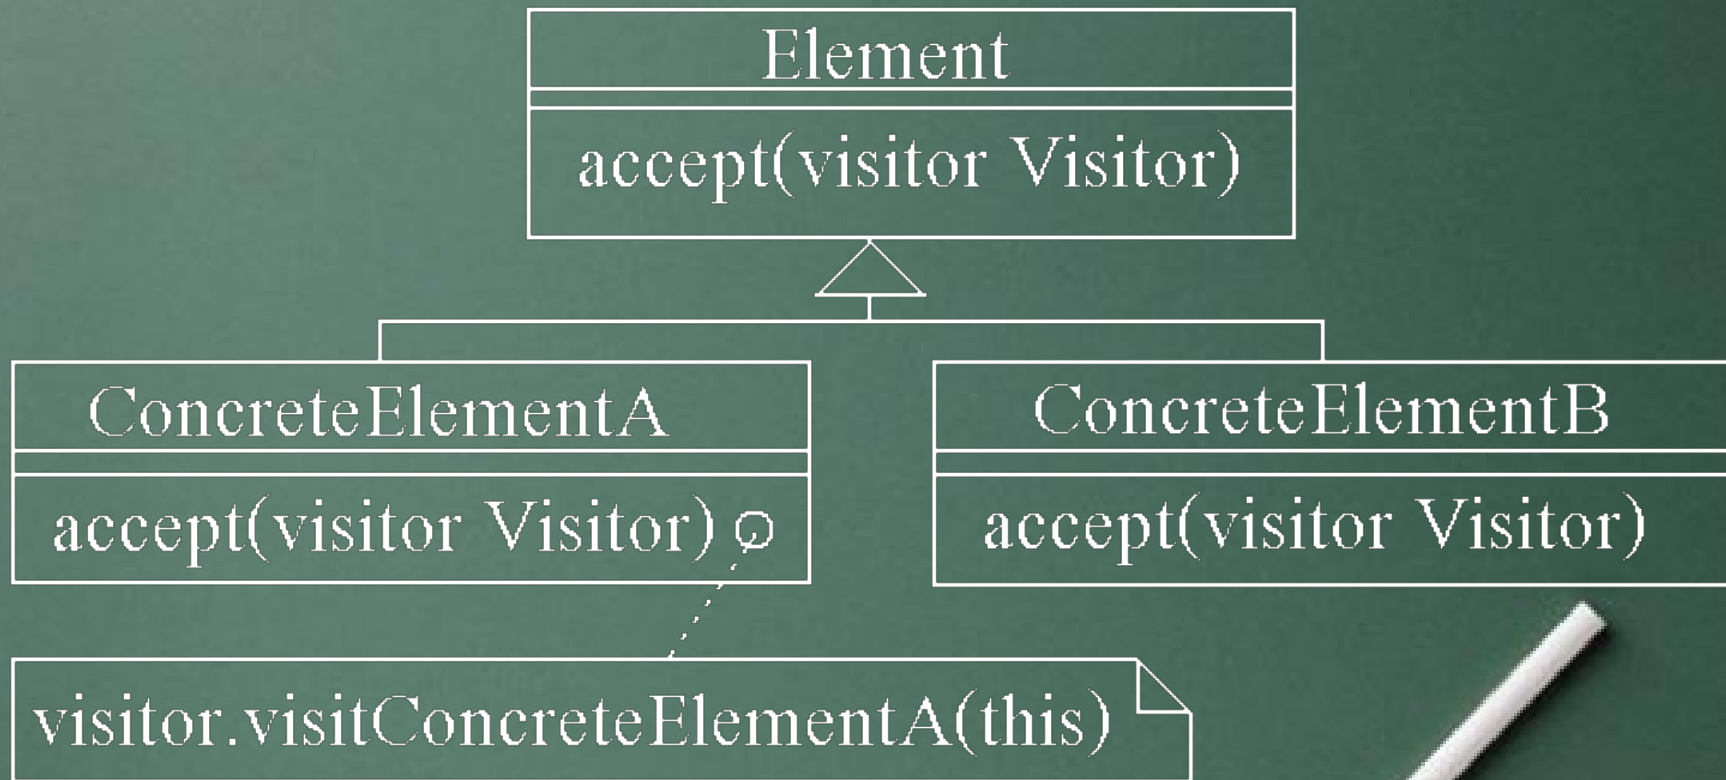 Element
accept(visitor Visitor)
ConcreteElementA
ConcreteElementB
accept(visitor Visitor)
accept(visitor Visitor)
visitor.visitConcreteElementA(this)